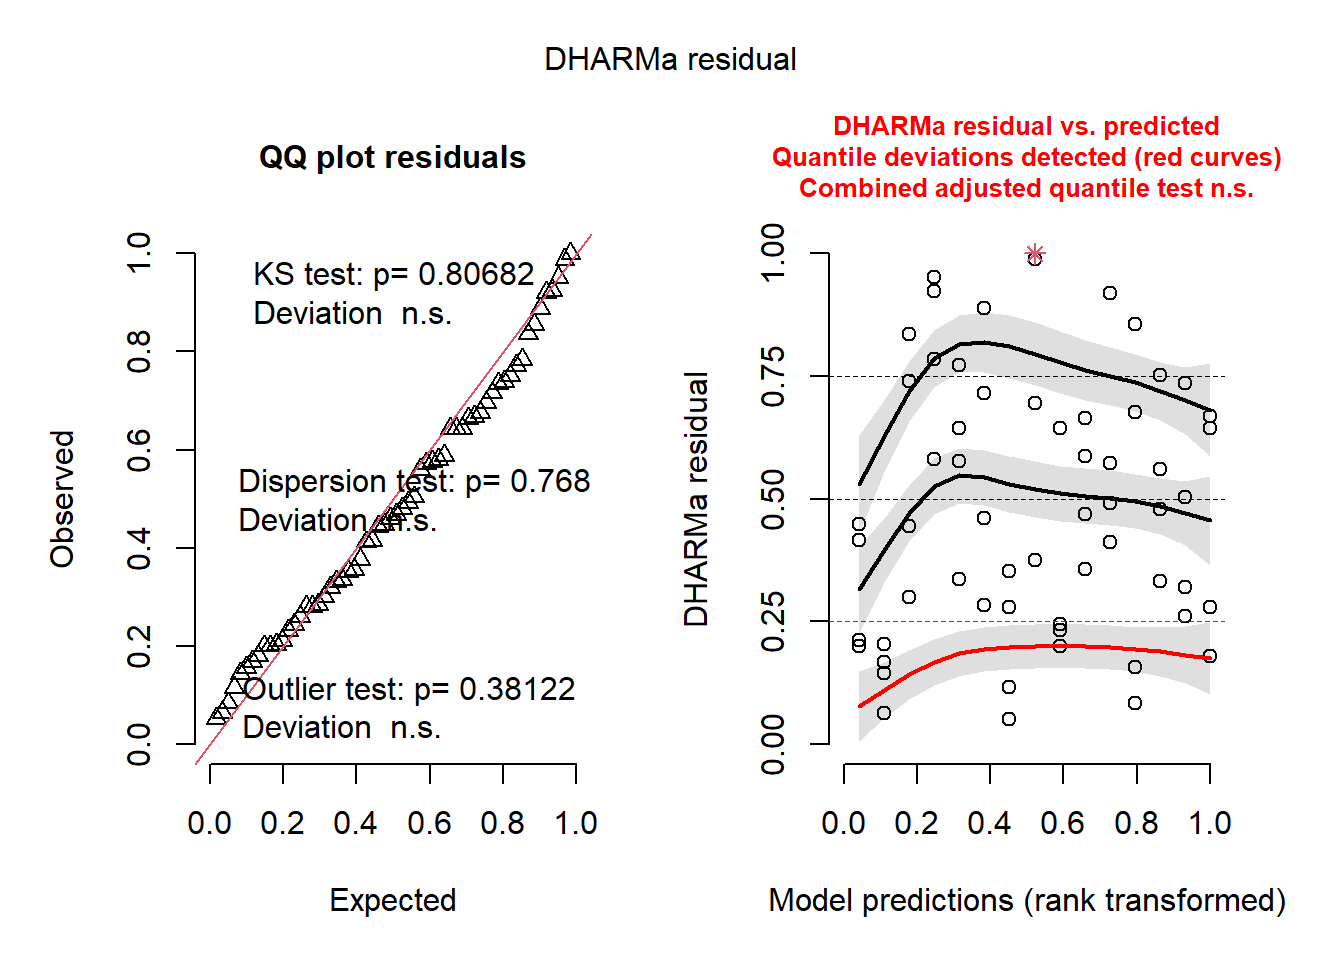 DHARMa residual
QQ plot residuals
KS test: p= 0.80682
Deviation  n.s.
Dispersion test: p= 0.768
Deviation n.s.
Outlier test: p= 0.38122
Deviation  n.s.
Observed
0.0 0.2 0.4 0.6 0.8 1.0
0.0 0.2 0.4 0.6 0.8 1.0
Expected
DHARMa residual vs. predicted
Quantile deviations detected (red curves)
Combined adjusted quantile test n.s.
DHARMa residual
0.00 0.25 0.50 0.75 1.00
0.0 0.2 0.4 0.6 0.8 1.0
Model predictions (rank transformed)